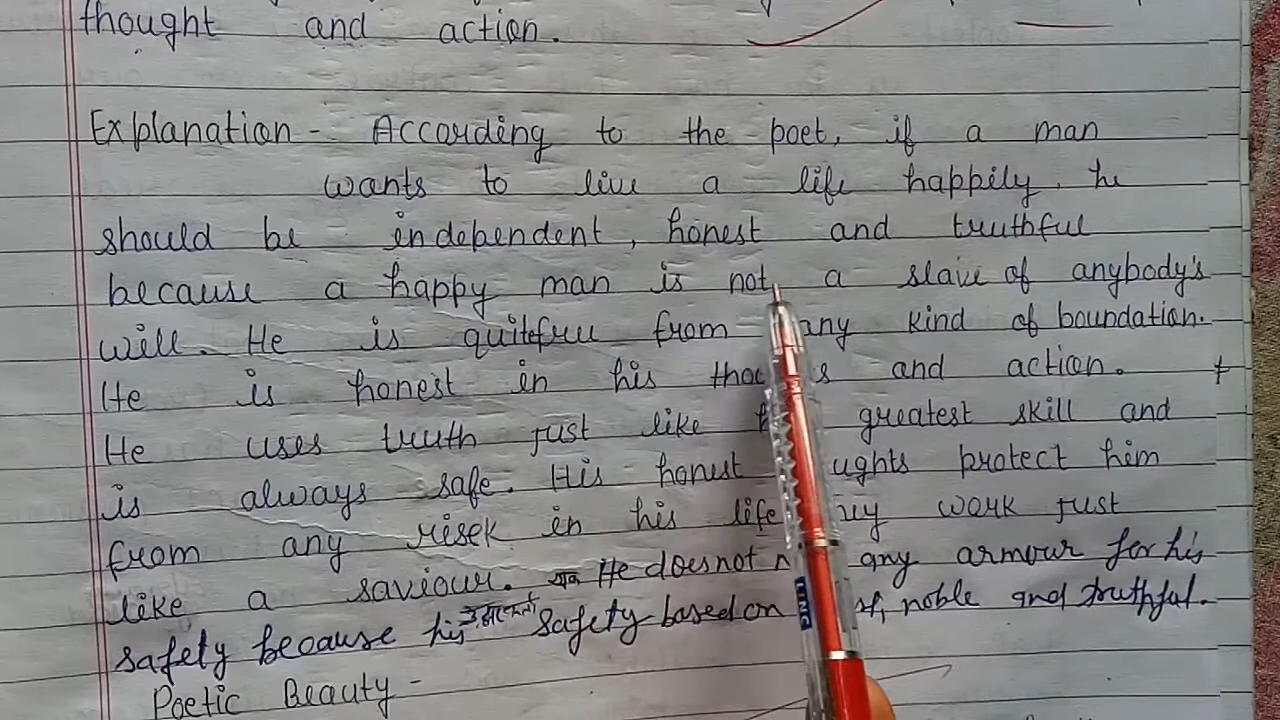 thought and action.
Explanation - According to the poet, if a man
wants to live a life happily, he
should be independent, honest and truthful
because a happy man is not a slave of anybody's
will. He is quite free from any kind of boundation.
He is honest in his and action.
He uses truth just like greatest skill and
is always safe. His honest protect him
from any risek in his life work just
like a saviour. He does not any armour for his
safety because his safety based on noble and truthful.
Poetic Beauty -
LINC